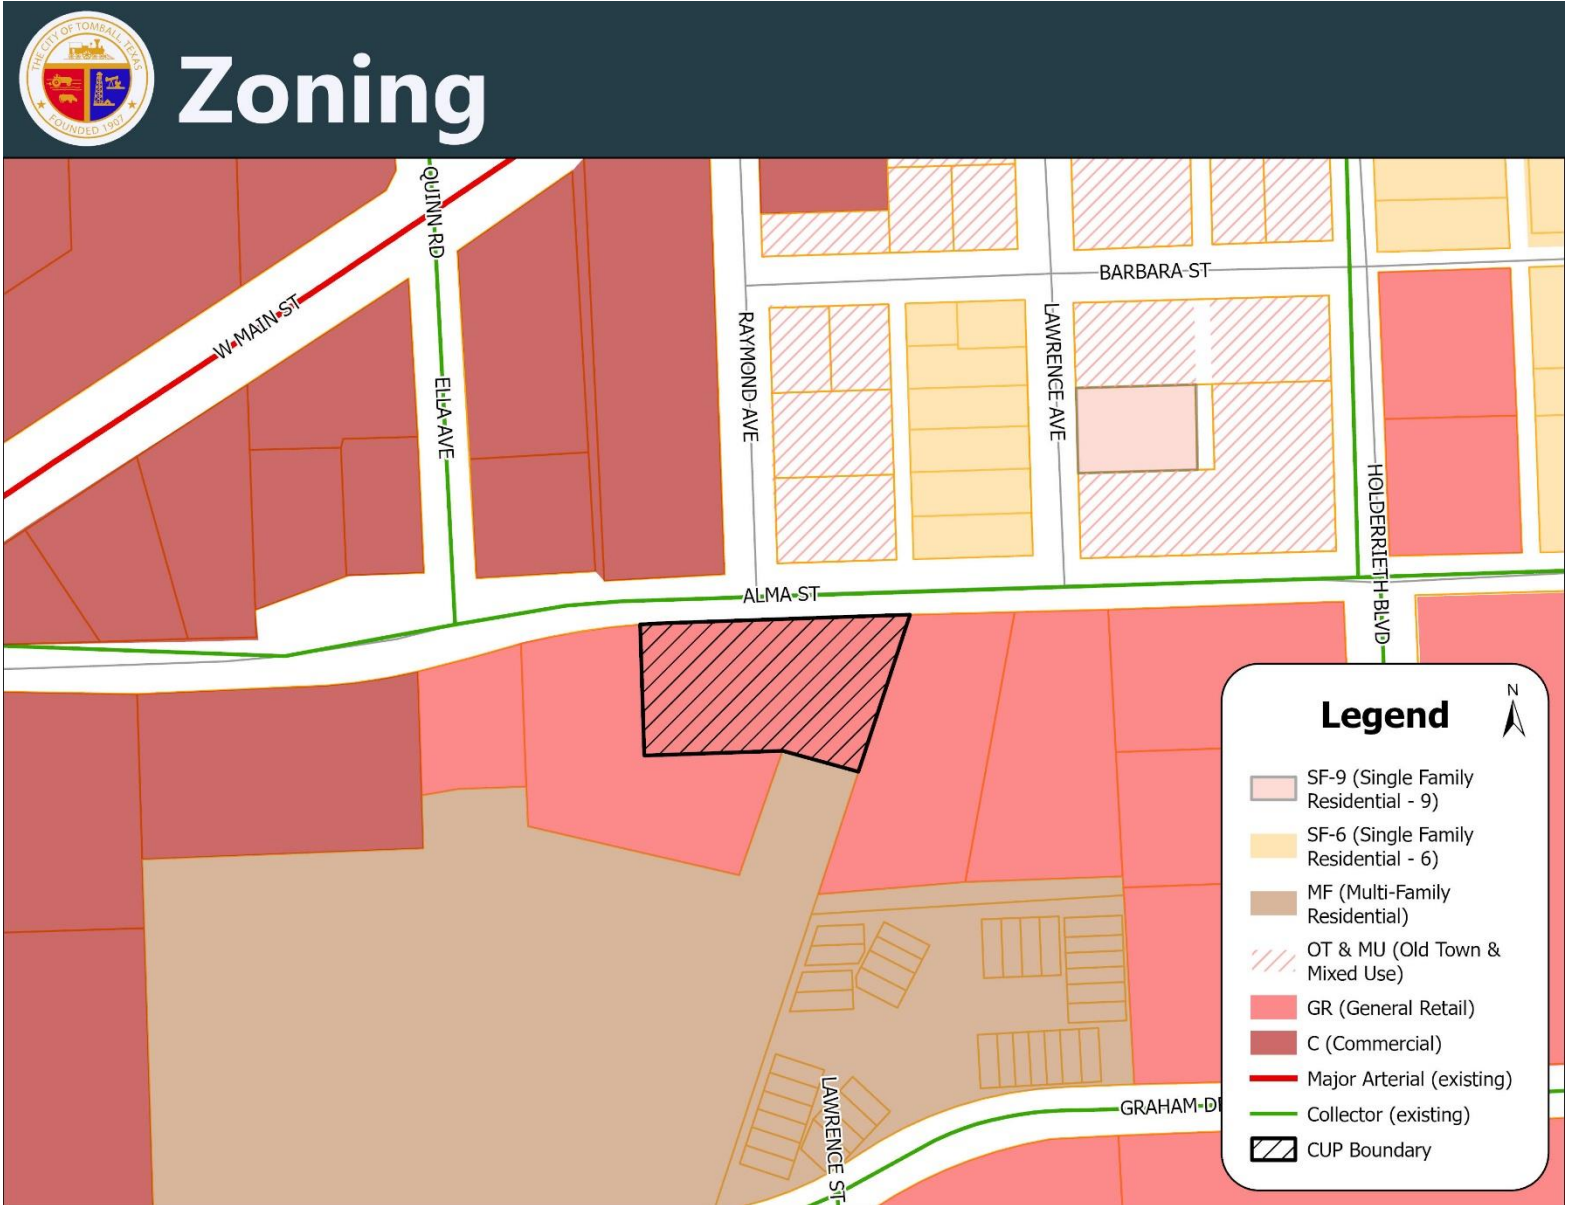 THE CITY OF TOMBALL, TEXAS
FOUNDED 1907
Zoning
QUINN RD
W MAIN ST
ELLA AVE
RAYMOND AVE
LAWRENCE AVE
BARBARA ST
HOLDERRIETH BLVD
ALMA ST
GRAHAM D
LAWRENCE ST
Legend
N
SF-9 (Single Family
Residential - 9)
SF-6 (Single Family
Residential - 6)
MF (Multi-Family
Residential)
OT & MU (Old Town &
Mixed Use)
GR (General Retail)
C (Commercial)
Major Arterial (existing)
Collector (existing)
CUP Boundary